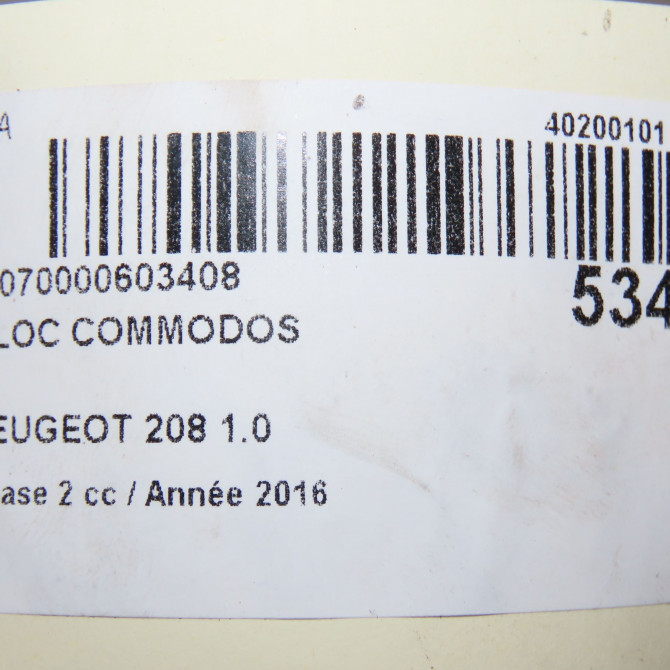 A
40200101
070000603408
534
LOC COMMODOS
EUGEOT 208 1.0
ase 2 cc / Année 2016